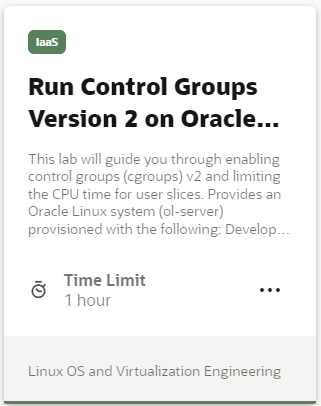 IaaS
Run Control Groups
Version 2 on Oracle...
This lab will guide you through enabling
control groups (cgroups) v2 and limiting
the CPU time for user slices. Provides an
Oracle Linux system (ol-server)
provisioned with the following: Develop...
Time Limit
1 hour
Linux OS and Virtualization Engineering